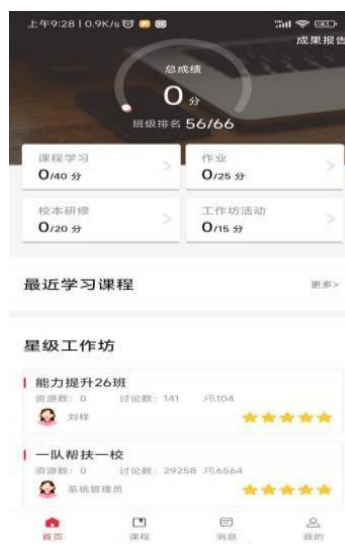 上午9:28 | 0.9K/s
成果报告
总成绩
0 分
班级排名 56/66
课程学习
0/40 分
作业
0/25 分
校本研修
0/20 分
工作坊活动
0/15 分
最近学习课程
更多>
星级工作坊
能力提升26班
资源数: 0 讨论数: 141 104
刘样
一队帮扶一校
资源数: 0 讨论数: 29258 6564
系统管理员
首页 课程 消息 我的